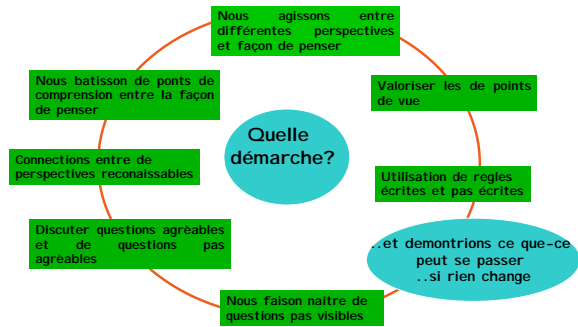 Nous agissons entre
différentes perspectives
et façon de penser
Nous batisson de ponts de
comprension entre la façon
de penser
Valoriser les de points
de vue
Quelle
démarche?
Connections entre de
perspectives reconaissables
Utilisation de regles
écrites et pas écrites
Discuter questions agrèables
et de questions pas
agrèables
..et demontrions ce que-ce
peut se passer
..si rien change
Nous faison naître de
questions pas visibles